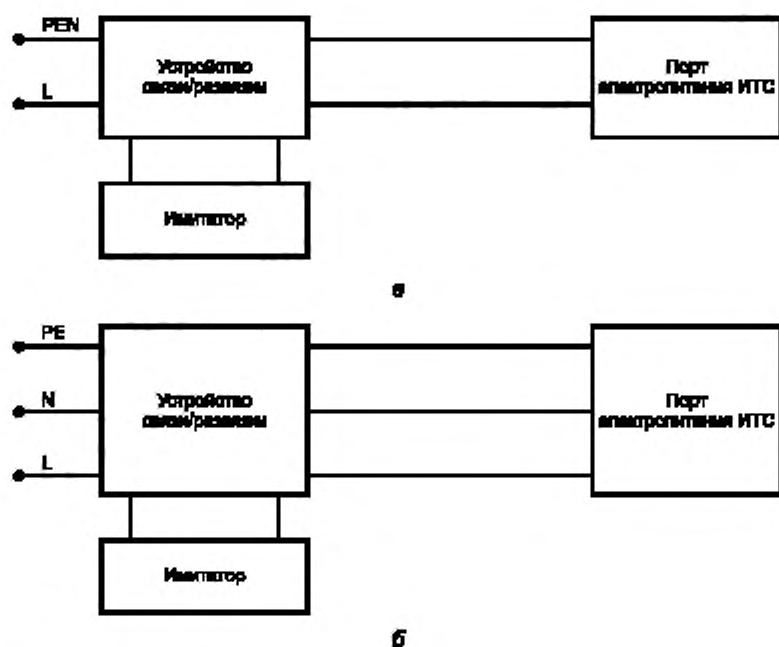 PEN
Устройство
связи/развязки
Порт
электропитания ИТС
L
Имитатор
а
PE
Устройство
связи/развязки
Порт
электропитания ИТС
N
L
Имитатор
б